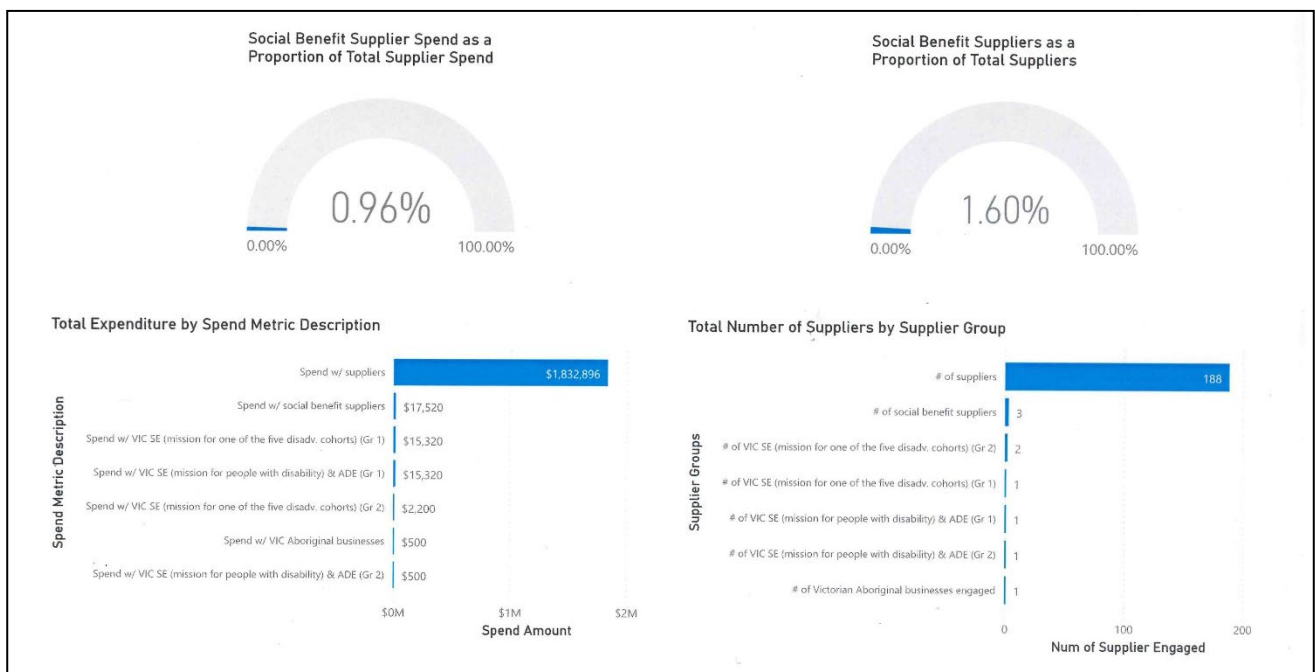 Social Benefit Supplier Spend as a
Proportion of Total Supplier Spend
0.96%
0.00%
100.00%
Social Benefit Suppliers as a
Proportion of Total Suppliers
1.60%
0.00%
100.00%
Total Expenditure by Spend Metric Description
Spend Metric Description
Spend w/ suppliers
$1,832,896
Spend w/ social benefit suppliers
$17,520
Spend w/ VIC SE (mission for one of the five disadv. cohorts) (Gr 1)
$15,320
Spend w/ VIC SE (mission for people with disability) & ADE (Gr 1)
$15,320
Spend w/ VIC SE (mission for one of the five disadv. cohorts) (Gr 2)
$2,200
Spend w/ VIC Aboriginal businesses
$500
Spend w/ VIC SE (mission for people with disability) & ADE (Gr 2)
$500
$0M
$1M
$2M
Spend Amount
Total Number of Suppliers by Supplier Group
Supplier Groups
# of suppliers
188
# of social benefit suppliers
3
# of VIC SE (mission for one of the five disadv. cohorts) (Gr 2)
2
# of VIC SE (mission for one of the five disadv. cohorts) (Gr 1)
1
# of VIC SE (mission for people with disability) & ADE (Gr 1)
1
# of VIC SE (mission for people with disability) & ADE (Gr 2)
1
# of Victorian Aboriginal businesses engaged
1
0
100
200
Num of Supplier Engaged